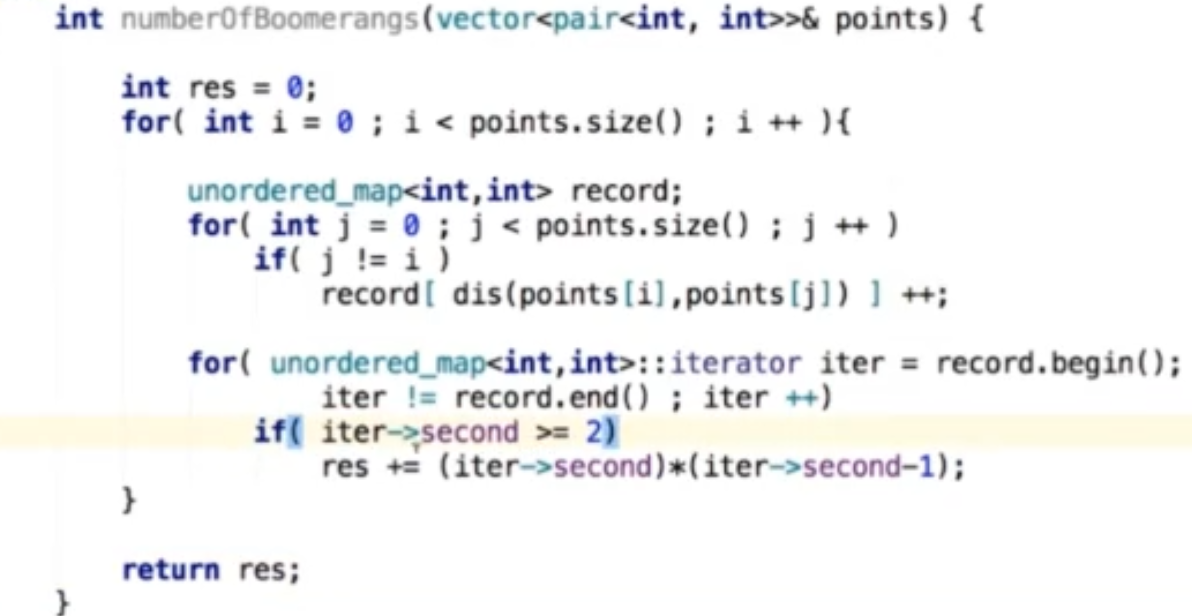 int numberOfBoomerangs(vector<pair<int, int>>& points) {
int res = 0;
for( int i = 0 ; i < points.size() ; i ++ ){
unordered_map<int,int> record;
for( int j = 0 ; j < points.size() ; j ++ )
if( j != i )
record[ dis(points[i],points[j]) ] ++;
for( unordered_map<int,int>::iterator iter = record.begin();
iter != record.end() ; iter ++)
if( iter->second >= 2)
res += (iter->second)*(iter->second-1);
}
return res;
}